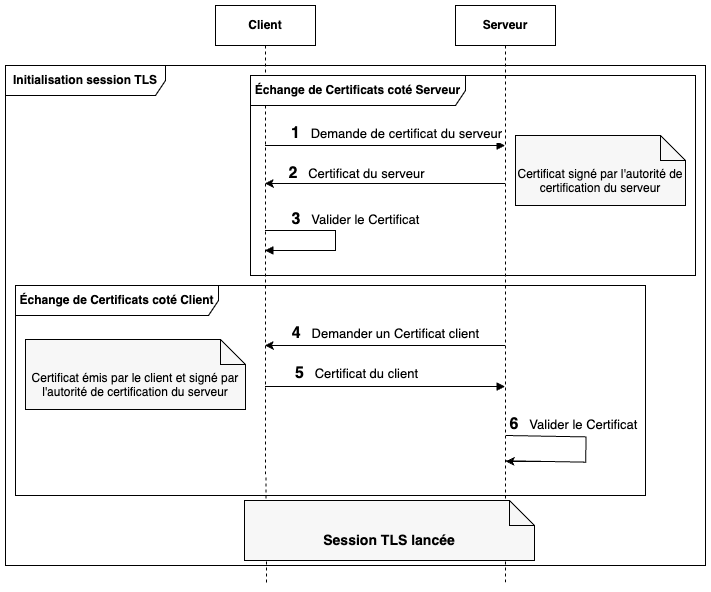 Client
Serveur
Initialisation session TLS
Échange de Certificats coté Serveur
1 Demande de certificat du serveur
2 Certificat du serveur
Certificat signé par l'autorité de
certification du serveur
3 Valider le Certificat
Échange de Certificats coté Client
4 Demander un Certificat client
Certificat émis par le client et signé par
l'autorité de certification du serveur
5 Certificat du client
6 Valider le Certificat
Session TLS lancée